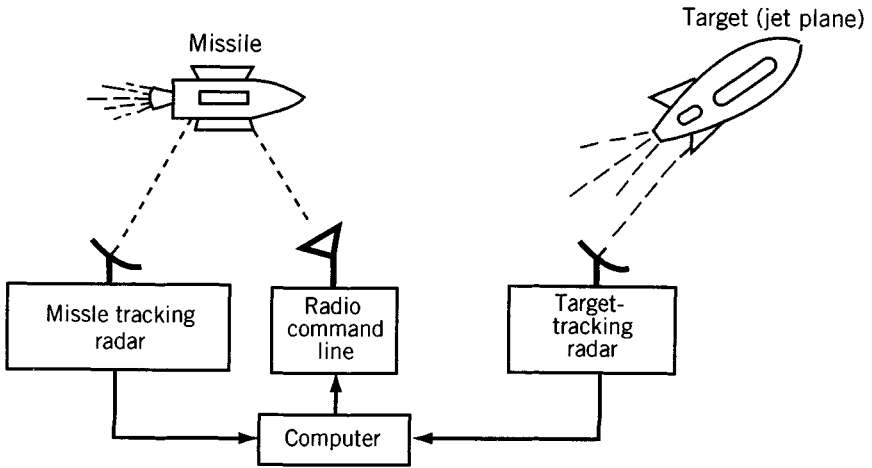 Target (jet plane)
Missile
Missle tracking
radar
Radio
command
line
Target-
tracking
radar
Computer